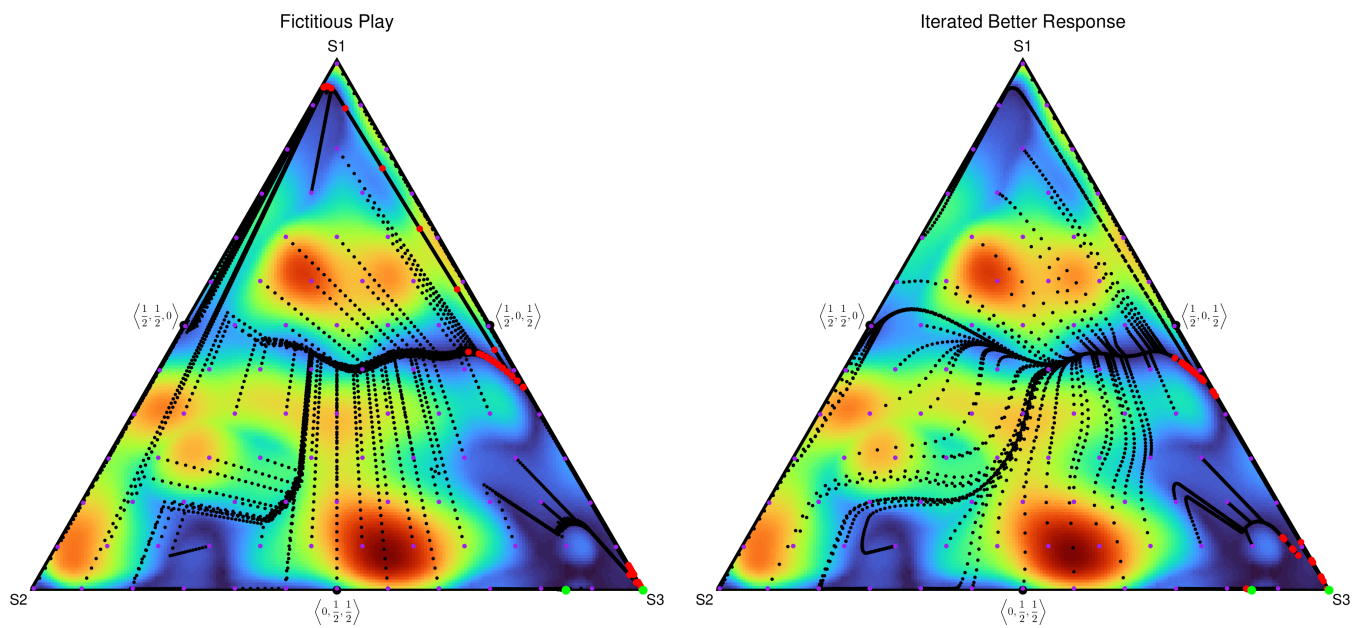 Fictitious Play
S1
⟨1/2, 1/2, 0⟩
⟨1/2, 0, 1/2⟩
S2
⟨0, 1/2, 1/2⟩
S3
Iterated Better Response
S1
⟨1/2, 1/2, 0⟩
⟨1/2, 0, 1/2⟩
S2
⟨0, 1/2, 1/2⟩
S3